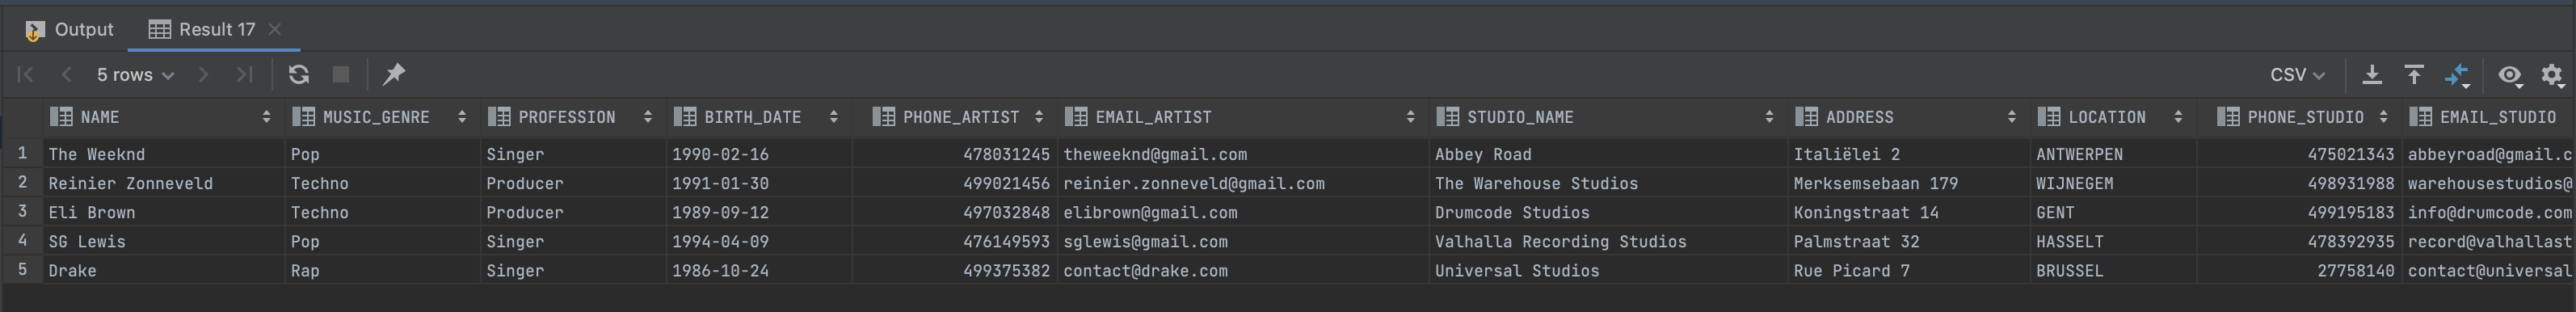 Output Result 17
5 rows CSV
NAME MUSIC_GENRE PROFESSION BIRTH_DATE PHONE_ARTIST EMAIL_ARTIST STUDIO_NAME ADDRESS LOCATION PHONE_STUDIO EMAIL_STUDIO
1 The Weeknd Pop Singer 1990-02-16 478031245 theweeknd@gmail.com Abbey Road Italiëlei 2 ANTWERPEN 475021343 abbeyroad@gmail.c
2 Reinier Zonneveld Techno Producer 1991-01-30 499021456 reinier.zonneveld@gmail.com The Warehouse Studios Merksemsebaan 179 WIJNEGEM 498931988 warehousestudios@
3 Eli Brown Techno Producer 1989-09-12 497032848 elibrown@gmail.com Drumcode Studios Koningstraat 14 GENT 499195183 info@drumcode.com
4 SG Lewis Pop Singer 1994-04-09 476149593 sglewis@gmail.com Valhalla Recording Studios Palmstraat 32 HASSELT 478392935 record@valhallast
5 Drake Rap Singer 1986-10-24 499375382 contact@drake.com Universal Studios Rue Picard 7 BRUSSEL 27758140 contact@universal